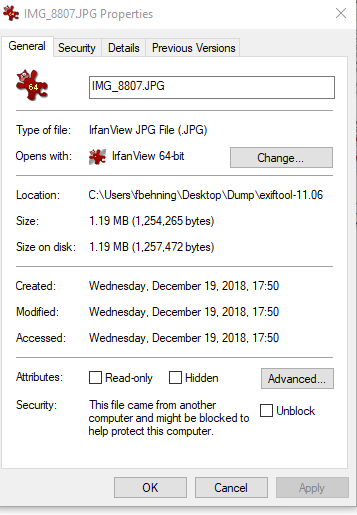 IMG_8807.JPG Properties
General Security Details Previous Versions
64
IMG_8807.JPG
Type of file: IrfanView JPG File (.JPG)
Opens with: IrfanView 64-bit Change...
Location: C:\Users\fbehning\Desktop\Dump\exiftool-11.06
Size: 1.19 MB (1,254,265 bytes)
Size on disk: 1.19 MB (1,257,472 bytes)
Created: Wednesday, December 19, 2018, 17:50
Modified: Wednesday, December 19, 2018, 17:50
Accessed: Wednesday, December 19, 2018, 17:50
Attributes: Read-only Hidden Advanced...
Security: This file came from another
computer and might be blocked to Unblock
help protect this computer.
OK Cancel Apply